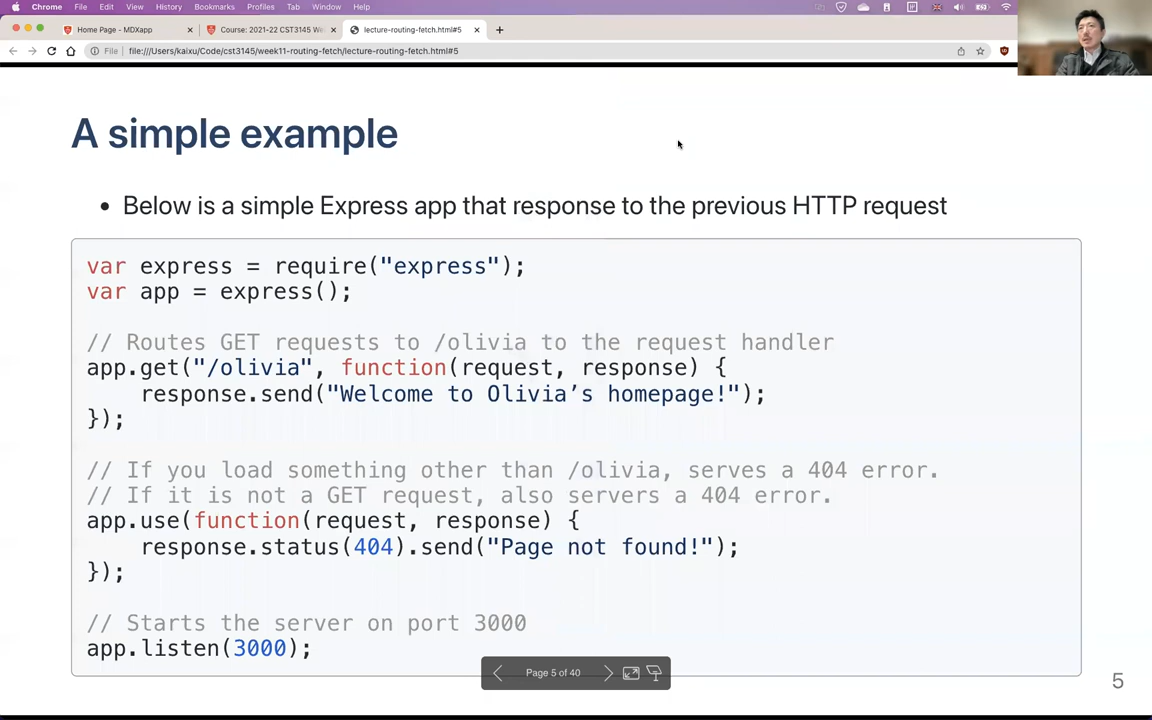 Chrome File Edit View History Bookmarks Profiles Tab Window Help
Home Page - MDXapp
Course: 2021-22 CST3145 We
lecture-routing-fetch.html#5
File file:///Users/kaixu/Code/cst3145/week11-routing-fetch/lecture-routing-fetch.html#5
A simple example
• Below is a simple Express app that response to the previous HTTP request
var express = require("express");
var app = express();
// Routes GET requests to /olivia to the request handler
app.get("/olivia", function(request, response) {
response.send("Welcome to Olivia’s homepage!");
});
// If you load something other than /olivia, serves a 404 error.
// If it is not a GET request, also servers a 404 error.
app.use(function(request, response) {
response.status(404).send("Page not found!");
});
// Starts the server on port 3000
app.listen(3000);
Page 5 of 40
5